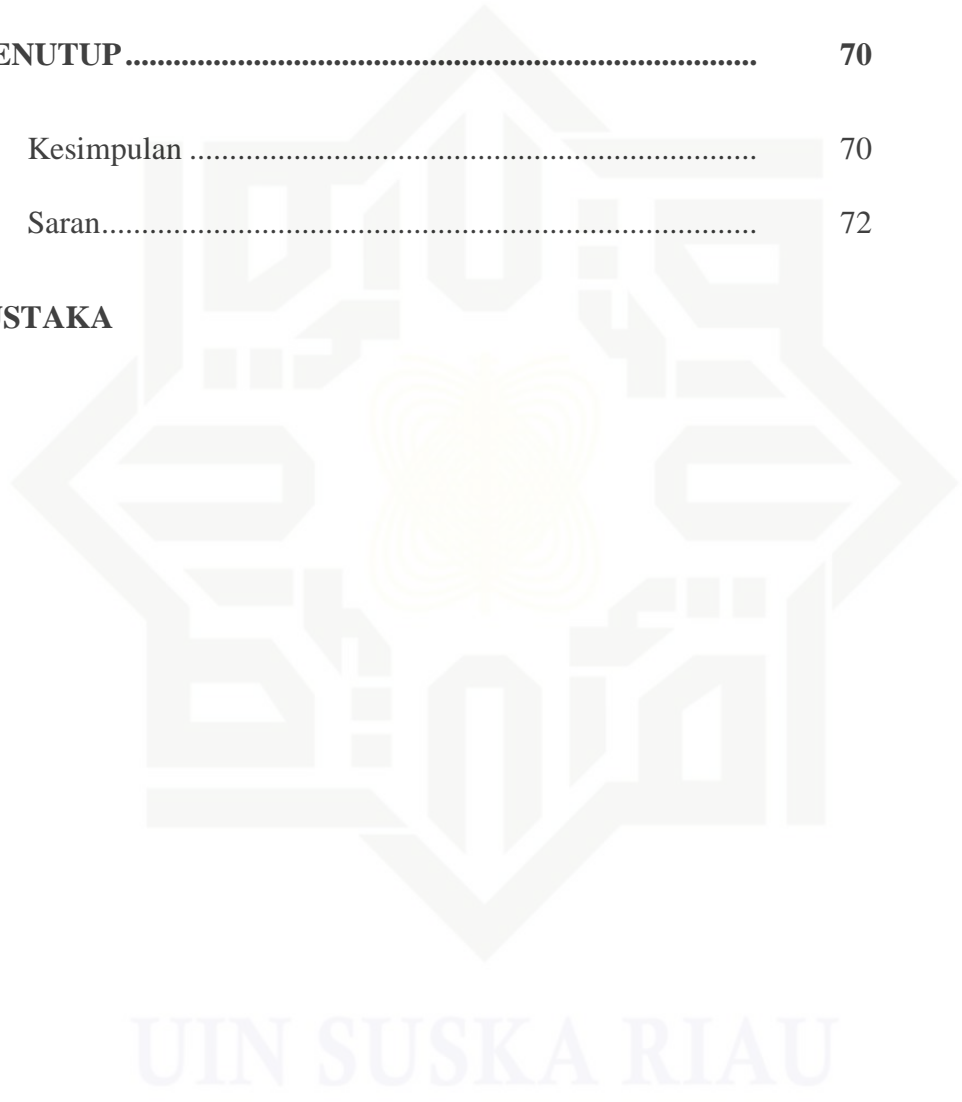 ENUTUP ............................................................................... 70
Kesimpulan ....................................................................... 70
Saran.................................................................................. 72
USTAKA
UIN SUSKA RIAU